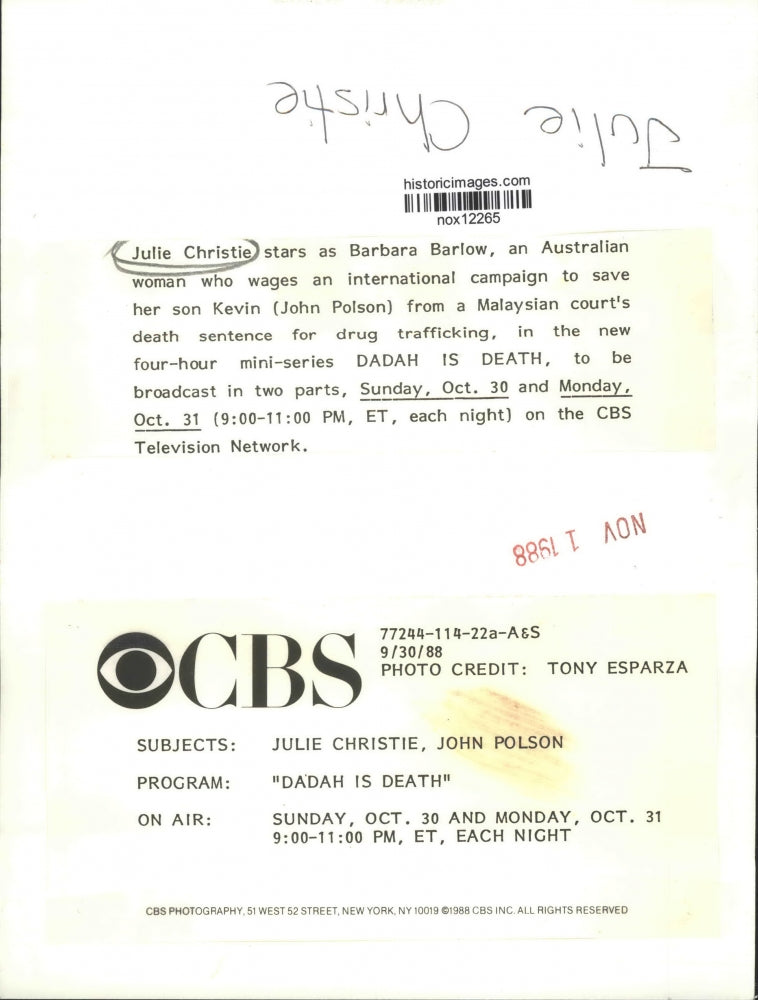 Julie Christie
historicimages.com
nox12265
Julie Christie stars as Barbara Barlow, an Australian
woman who wages an international campaign to save
her son Kevin (John Polson) from a Malaysian court's
death sentence for drug trafficking, in the new
four-hour mini-series DADAH IS DEATH, to be
broadcast in two parts, Sunday, Oct. 30 and Monday,
Oct. 31 (9:00-11:00 PM, ET, each night) on the CBS
Television Network.
NOV 1 1988
CBS
77244-114-22a-A&S
9/30/88
PHOTO CREDIT: TONY ESPARZA
SUBJECTS: JULIE CHRISTIE, JOHN POLSON
PROGRAM: "DADAH IS DEATH"
ON AIR: SUNDAY, OCT. 30 AND MONDAY, OCT. 31
9:00-11:00 PM, ET, EACH NIGHT
CBS PHOTOGRAPHY, 51 WEST 52 STREET, NEW YORK, NY 10019 ©1988 CBS INC. ALL RIGHTS RESERVED